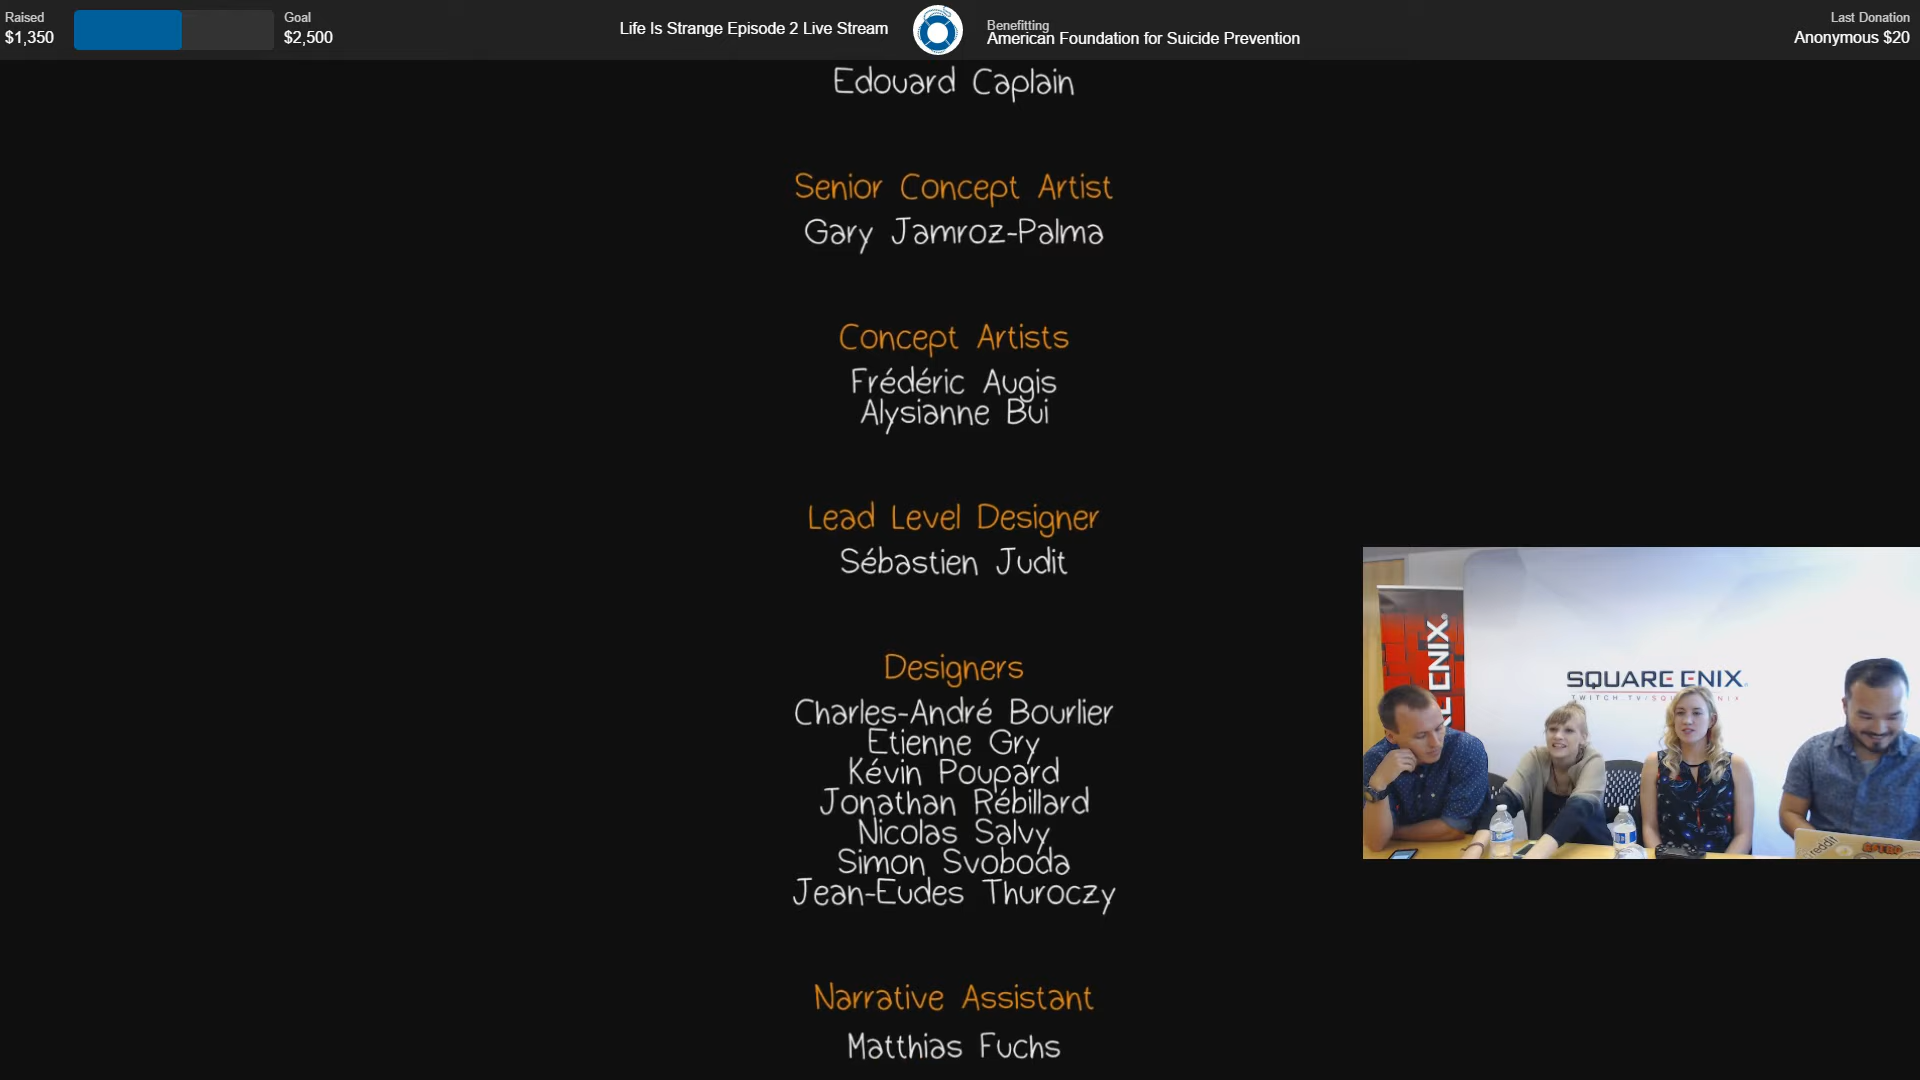 Raised
$1,350
Goal
$2,500
Life Is Strange Episode 2 Live Stream
Benefitting
American Foundation for Suicide Prevention
Last Donation
Anonymous $20
Edouard Caplain
Senior Concept Artist
Gary Jamroz-Palma
Concept Artists
Frédéric Augis
Alysianne Bui
Lead Level Designer
Sébastien Judit
Designers
Charles-André Bourlier
Etienne Gry
Kévin Poupard
Jonathan Rébillard
Nicolas Salvy
Simon Svoboda
Jean-Eudes Thuroczy
Narrative Assistant
Matthias Fuchs
ENIX
SQUARE ENIX
reddit